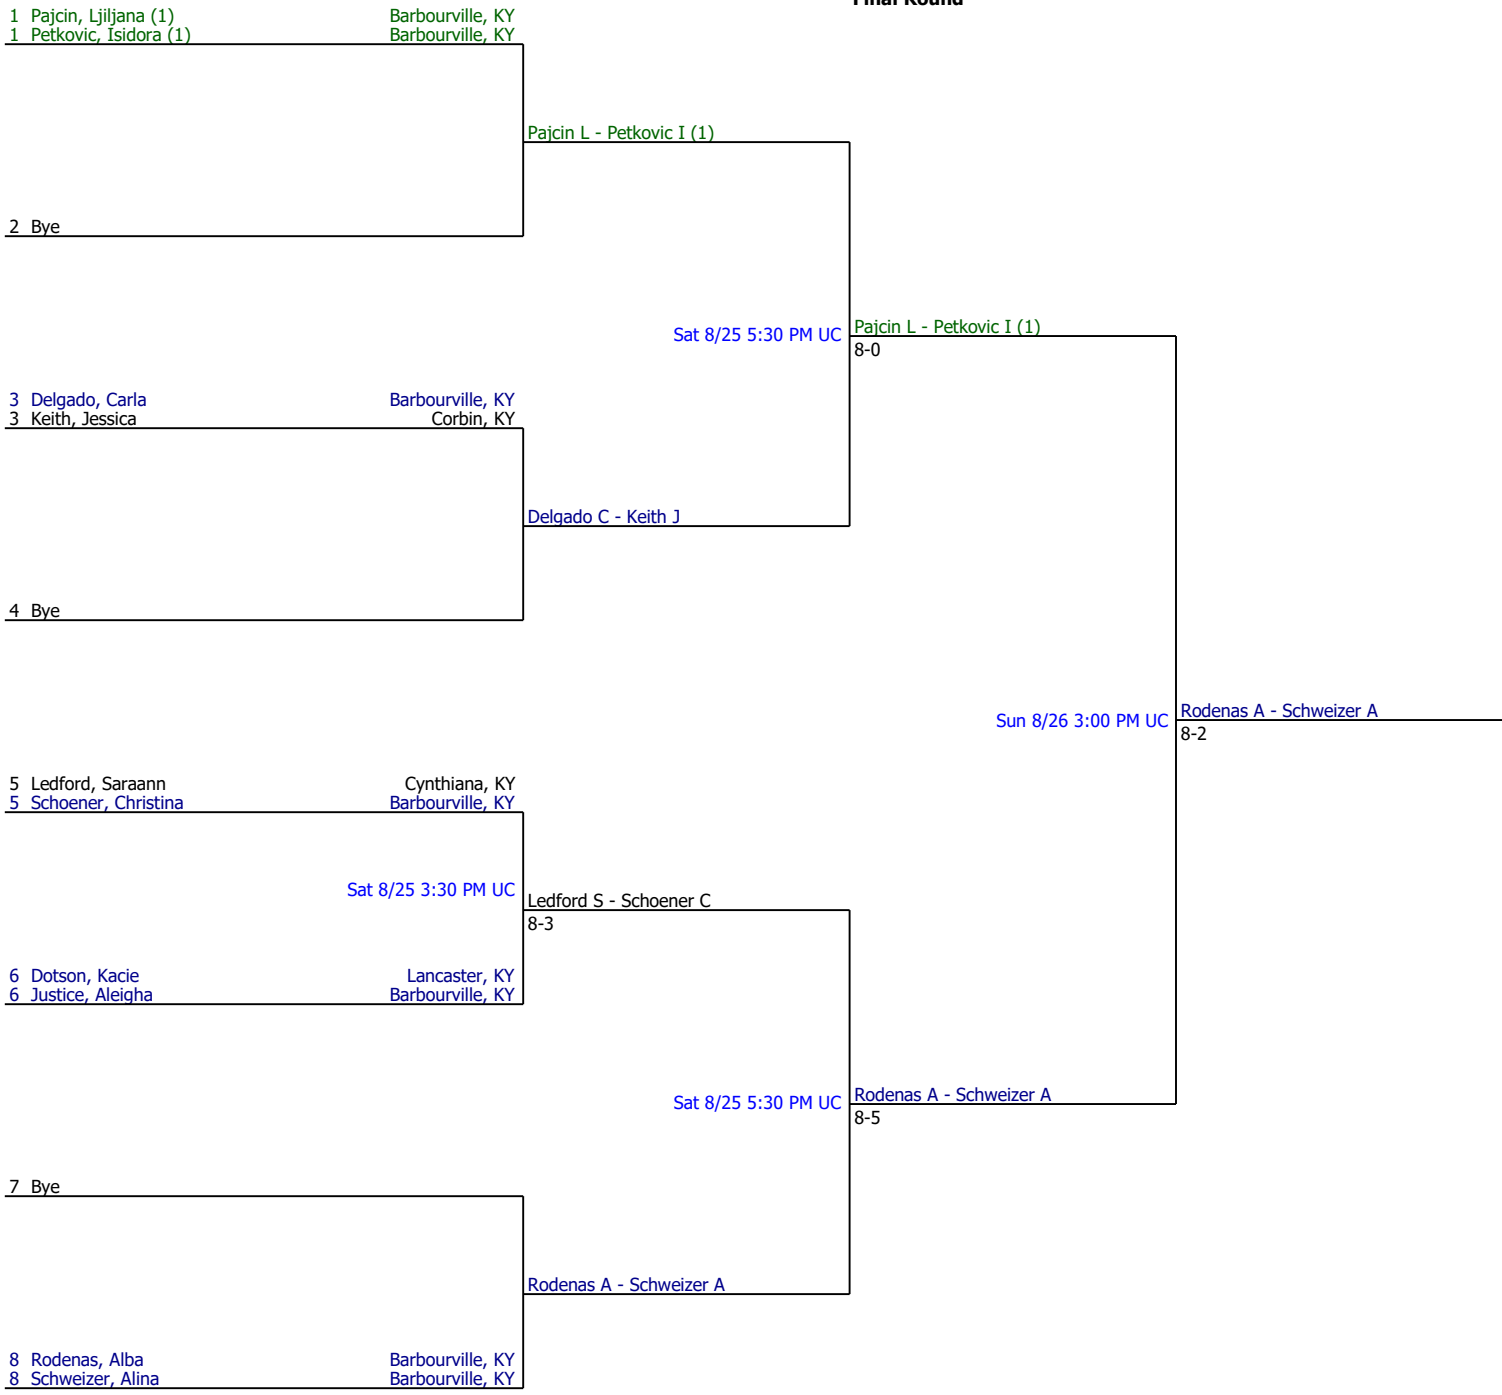 Final Round
1 Pajcin, Ljiljana (1) Barbourville, KY
1 Petkovic, Isidora (1) Barbourville, KY
Pajcin L - Petkovic I (1)
2 Bye
Sat 8/25 5:30 PM UC
Pajcin L - Petkovic I (1)
8-0
3 Delgado, Carla Barbourville, KY
3 Keith, Jessica Corbin, KY
Delgado C - Keith J
4 Bye
Sun 8/26 3:00 PM UC
Rodenas A - Schweizer A
8-2
5 Ledford, Saraann Cynthiana, KY
5 Schoener, Christina Barbourville, KY
Sat 8/25 3:30 PM UC
Ledford S - Schoener C
8-3
6 Dotson, Kacie Lancaster, KY
6 Justice, Aleigha Barbourville, KY
Sat 8/25 5:30 PM UC
Rodenas A - Schweizer A
8-5
7 Bye
Rodenas A - Schweizer A
8 Rodenas, Alba Barbourville, KY
8 Schweizer, Alina Barbourville, KY